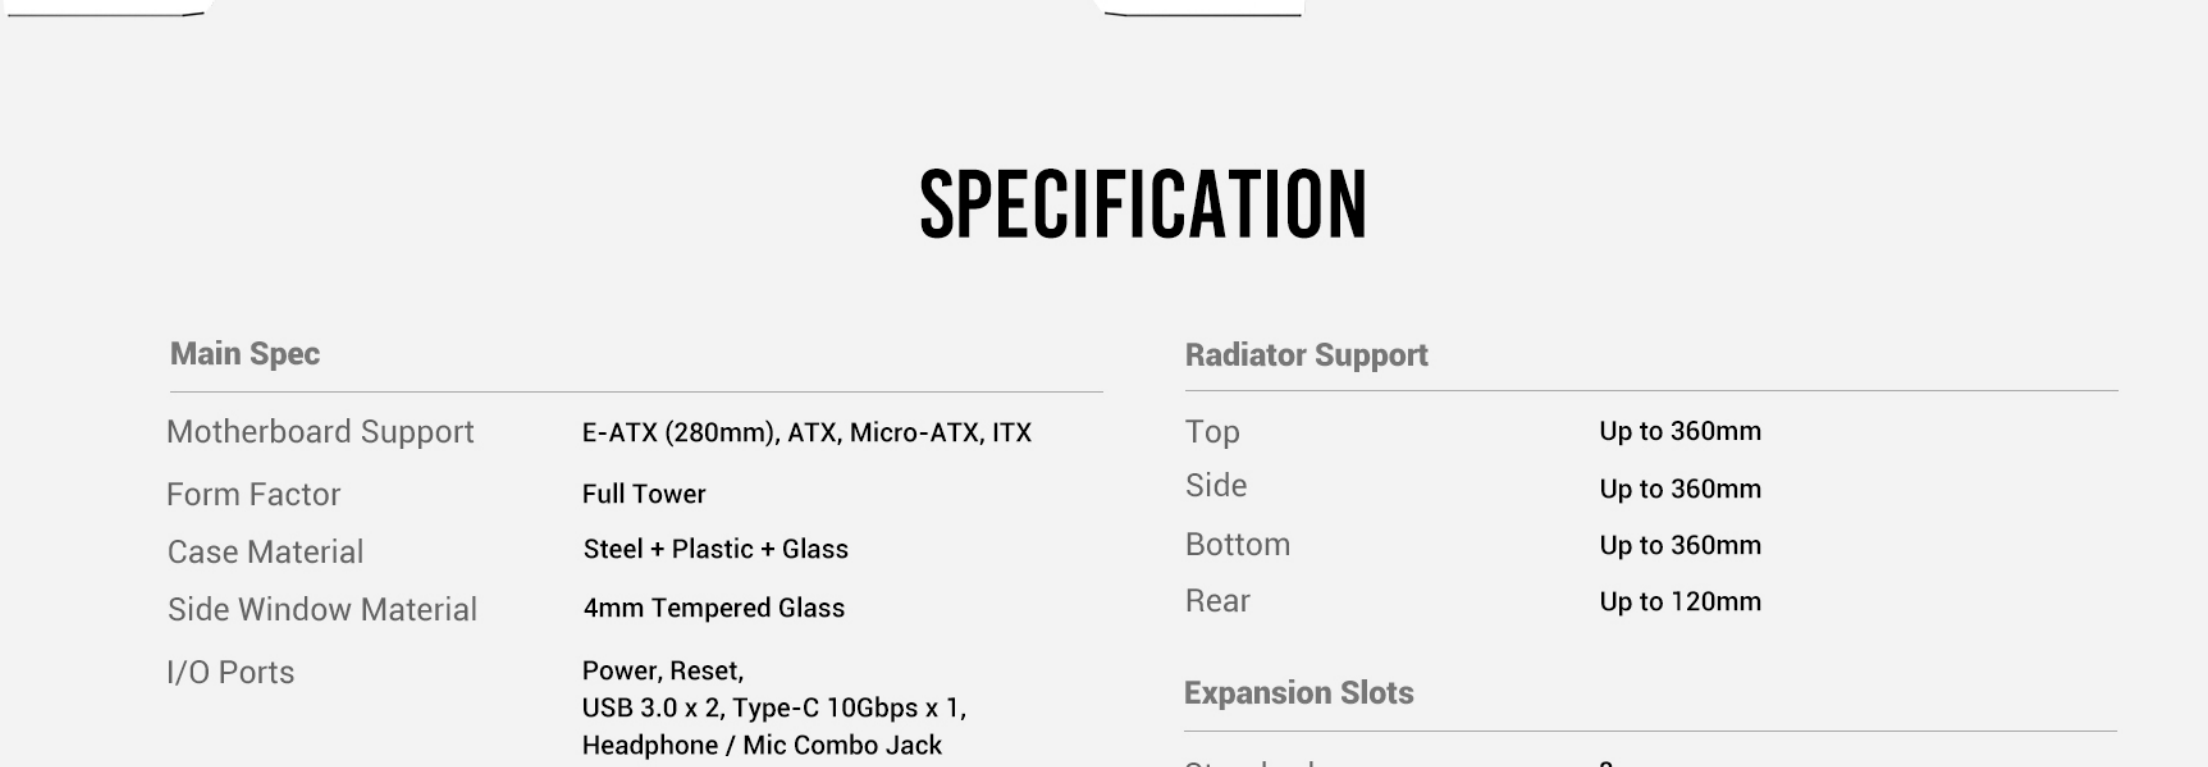 SPECIFICATION
Main Spec
Motherboard Support E-ATX (280mm), ATX, Micro-ATX, ITX
Form Factor Full Tower
Case Material Steel + Plastic + Glass
Side Window Material 4mm Tempered Glass
I/O Ports Power, Reset,
USB 3.0 x 2, Type-C 10Gbps x 1,
Headphone / Mic Combo Jack
Radiator Support
Top Up to 360mm
Side Up to 360mm
Bottom Up to 360mm
Rear Up to 120mm
Expansion Slots